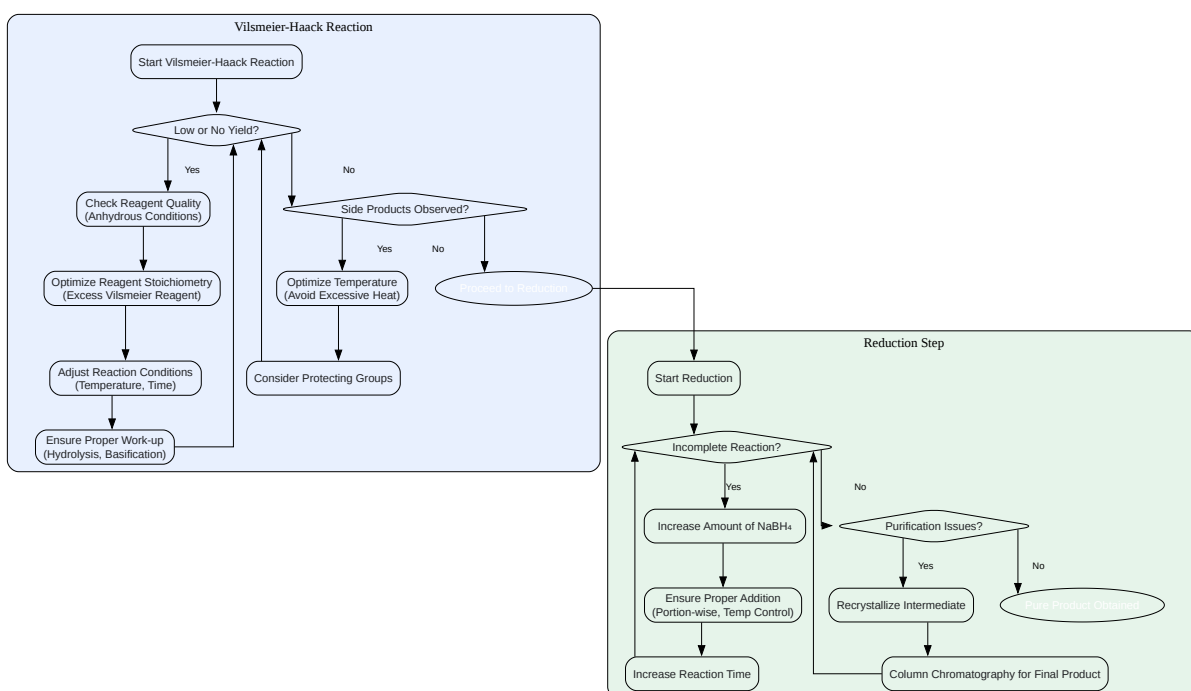 Vilsmeier-Haack Reaction
Start Vilsmeier-Haack Reaction
Low or No Yield?
Yes
No
Check Reagent Quality
(Anhydrous Conditions)
Side Products Observed?
Yes
No
Optimize Reagent Stoichiometry
(Excess Vilsmeier Reagent)
Optimize Temperature
(Avoid Excessive Heat)
Proceed to Reduction
Adjust Reaction Conditions
(Temperature, Time)
Consider Protecting Groups
Ensure Proper Work-up
(Hydrolysis, Basification)
Reduction Step
Start Reduction
Incomplete Reaction?
Yes
No
Increase Amount of NaBH₄
Purification Issues?
Yes
No
Ensure Proper Addition
(Portion-wise, Temp Control)
Recrystallize Intermediate
Pure Product Obtained
Increase Reaction Time
Column Chromatography for Final Product